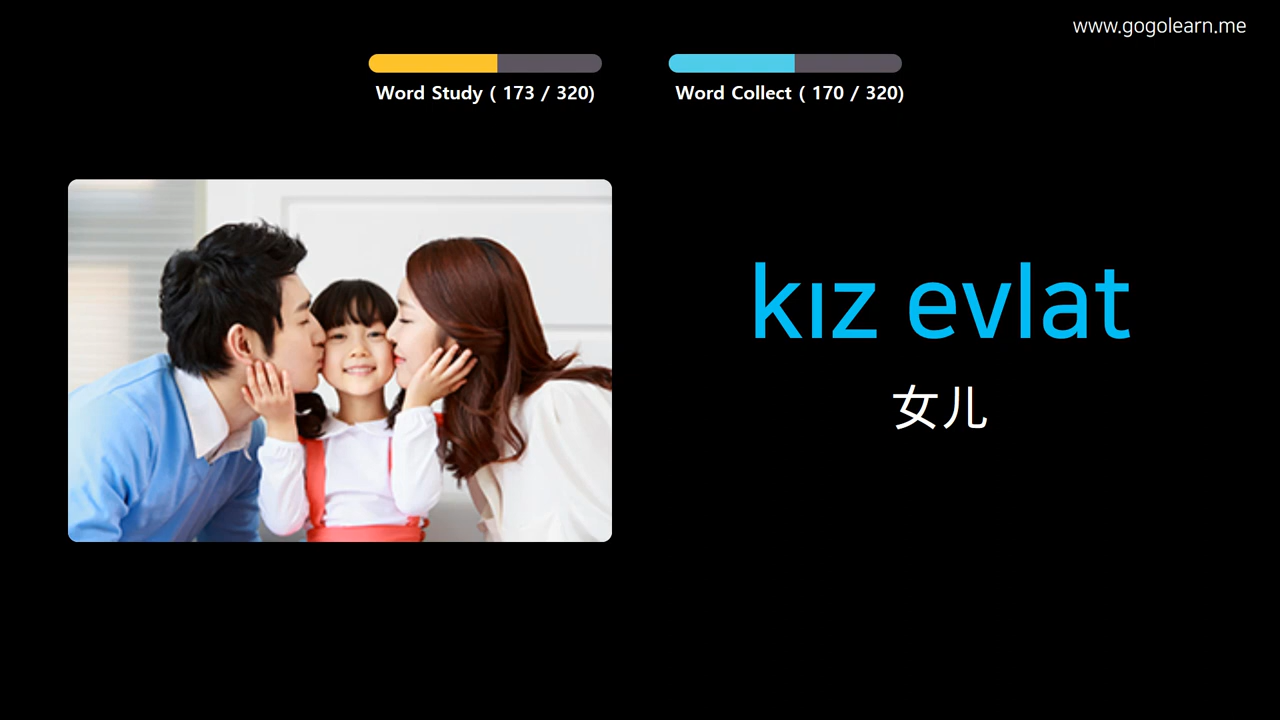 www.gogolearn.me
Word Study ( 173 / 320)
Word Collect ( 170 / 320)
kız evlat
女儿